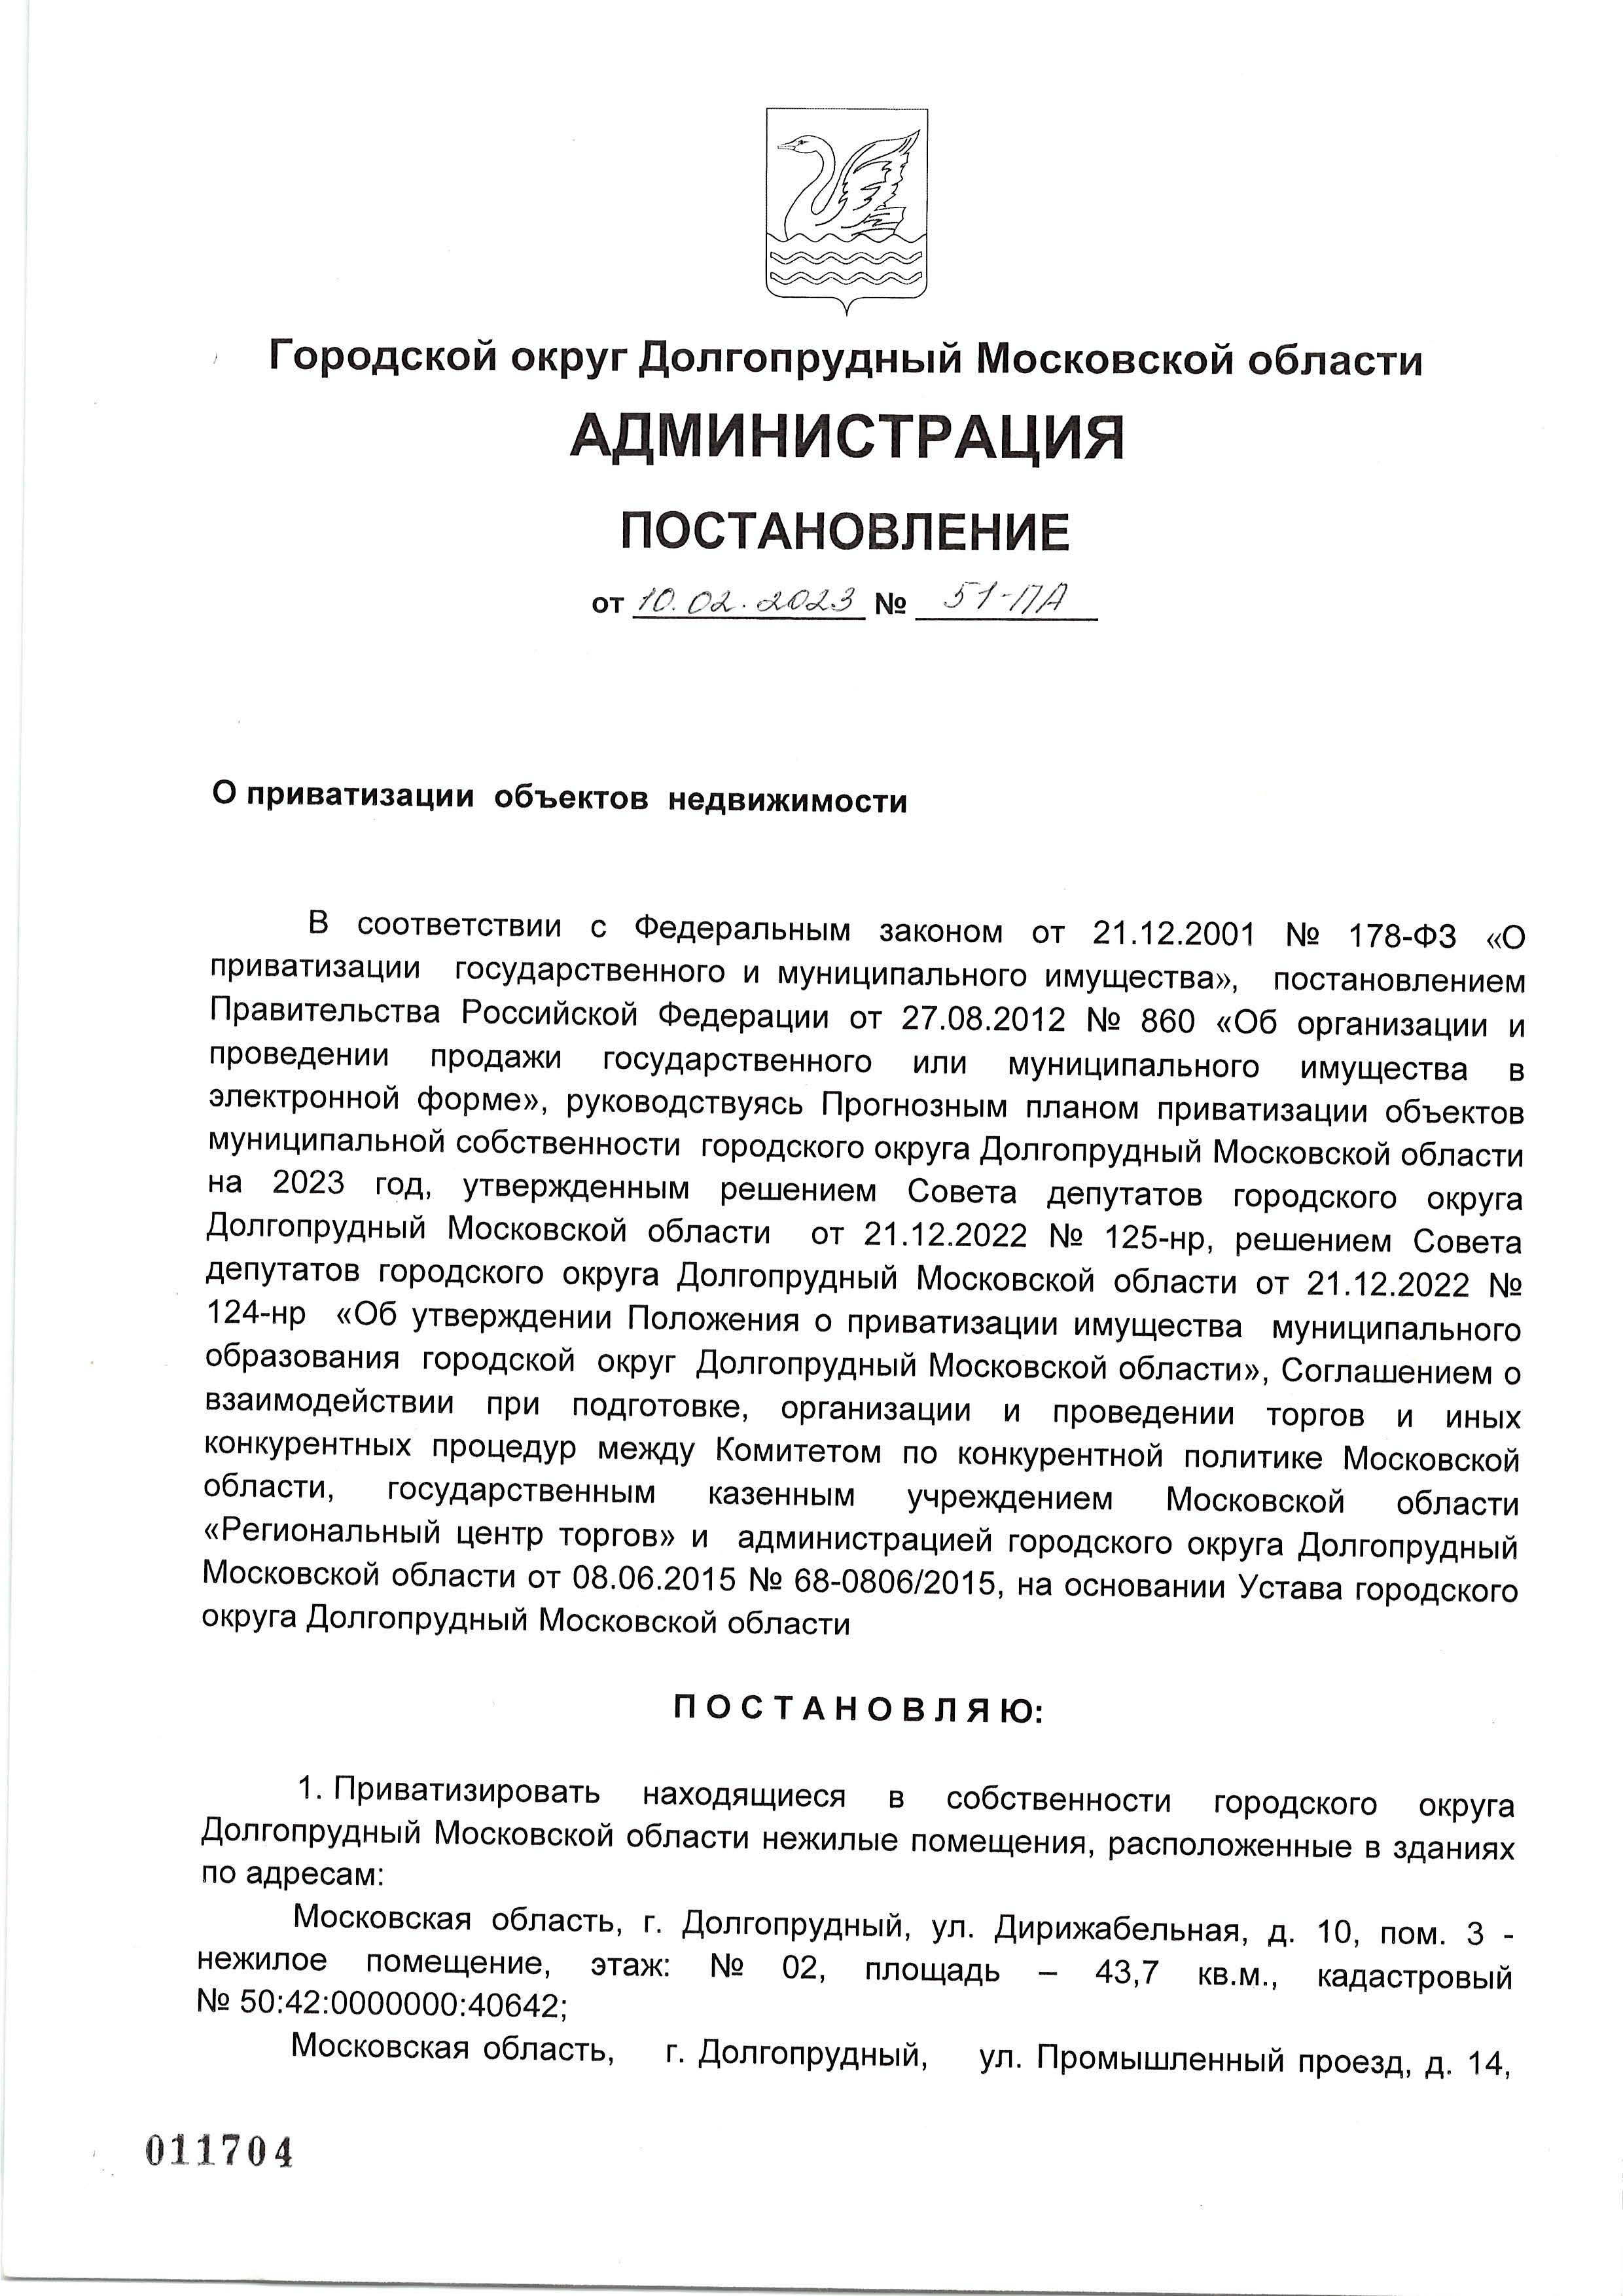 Городской округ Долгопрудный Московской области
АДМИНИСТРАЦИЯ
ПОСТАНОВЛЕНИЕ
от 10.02.2023 № 51-ПА
О приватизации объектов недвижимости
В соответствии с Федеральным законом от 21.12.2001 № 178-ФЗ «О
приватизации государственного и муниципального имущества», постановлением
Правительства Российской Федерации от 27.08.2012 № 860 «Об организации и
проведении продажи государственного или муниципального имущества в
электронной форме», руководствуясь Прогнозным планом приватизации объектов
муниципальной собственности городского округа Долгопрудный Московской области
на 2023 год, утвержденным решением Совета депутатов городского округа
Долгопрудный Московской области от 21.12.2022 № 125-нр, решением Совета
депутатов городского округа Долгопрудный Московской области от 21.12.2022 №
124-нр «Об утверждении Положения о приватизации имущества муниципального
образования городской округ Долгопрудный Московской области», Соглашением о
взаимодействии при подготовке, организации и проведении торгов и иных
конкурентных процедур между Комитетом по конкурентной политике Московской
области, государственным казенным учреждением Московской области
«Региональный центр торгов» и администрацией городского округа Долгопрудный
Московской области от 08.06.2015 № 68-0806/2015, на основании Устава городского
округа Долгопрудный Московской области
П О С Т А Н О В Л Я Ю:
1. Приватизировать находящиеся в собственности городского округа
Долгопрудный Московской области нежилые помещения, расположенные в зданиях
по адресам:
Московская область, г. Долгопрудный, ул. Дирижабельная, д. 10, пом. 3 -
нежилое помещение, этаж: № 02, площадь – 43,7 кв.м., кадастровый
№ 50:42:0000000:40642;
Московская область, г. Долгопрудный, ул. Промышленный проезд, д. 14,
011704